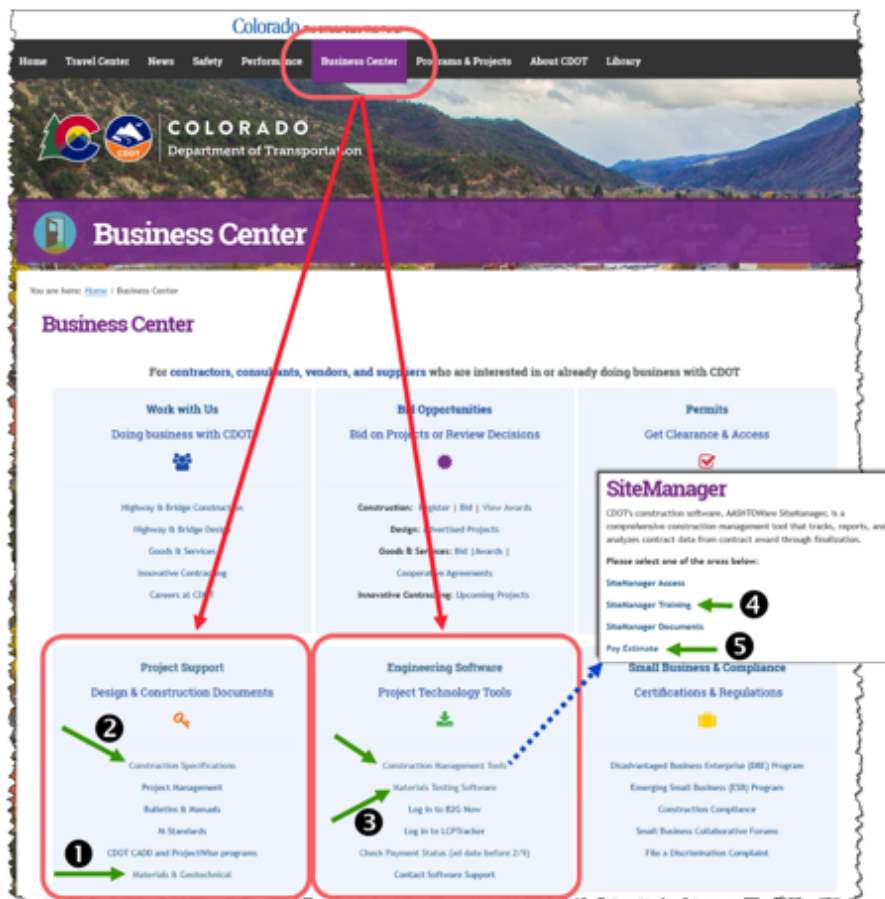 Colorado
Home Travel Center News Safety Performance Business Center Programs & Projects About CDOT Library
COLORADO
Department of Transportation
CDOT
Business Center
You are here: Home / Business Center
Business Center
For contractors, consultants, vendors, and suppliers who are interested in or already doing business with CDOT
Work with Us
Doing business with CDOT
Highway & Bridge Construction
Highway & Bridge Design
Goods & Services
Innovative Contracting
Careers at CDOT
Bid Opportunities
Bid on Projects or Review Decisions
Construction: Register | Bid | View Awards
Design: Advertised Projects
Goods & Services: Bid |Awards |
Cooperative Agreements
Innovative Contracting: Upcoming Projects
Permits
Get Clearance & Access
SiteManager
CDOT's construction software, AASHTOWare SiteManager, is a
comprehensive construction management tool that tracks, reports, and
analyzes contract data from contract award through finalization.
Please select one of the areas below:
SiteManager Access
SiteManager Training 4
SiteManager Documents
Pay Estimate 5
Project Support
Design & Construction Documents
2
Construction Specifications
Project Management
Bulletins & Manuals
M-Standards
1
CDOT CADD and ProjectWise programs
Materials & Geotechnical
Engineering Software
Project Technology Tools
Construction Management Tools
Materials Testing Software
3
Log in to B2G Now
Log in to LCPTracker
Check Payment Status (ad date before 2/9)
Contact Software Support
Small Business & Compliance
Certifications & Regulations
Disadvantaged Business Enterprise (DBE) Program
Emerging Small Business (ESB) Program
Construction Compliance
Small Business Collaborative Forums
File a Discrimination Complaint